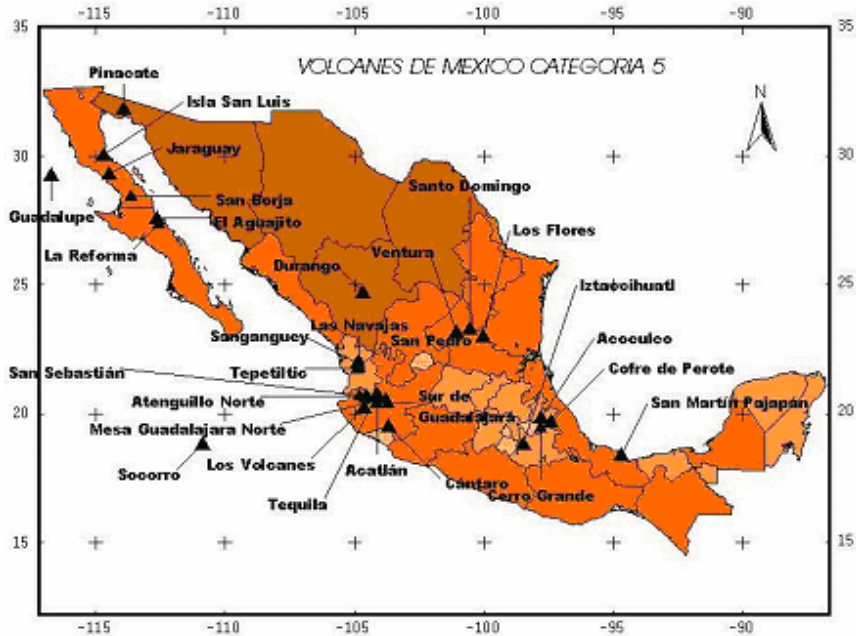 -115 -110 -105 -100 -95 -90
35 35
VOLCANES DE MEXICO CATEGORIA 5
Pinacate
N
Isla San Luis
30 30
Jaraguay
Santo Domingo
San Borja
Guadalupe
El Aguajito
Los Flores
La Reforma
Ventura
Durango
Iztaccihuatl
25 25
Las Navajas
Sanganguey
San Pedro
Acoculco
Tepetiltic
Cofre de Perote
San Sebastián
Atenguillo Norte
Sur de
Guadalajara
San Martín Pajapan
20 20
Mesa Guadalajara Norte
Socorro
Los Volcanes
Acatlán
Cántaro
Cerro Grande
Tequila
15 15
-115 -110 -105 -100 -95 -90